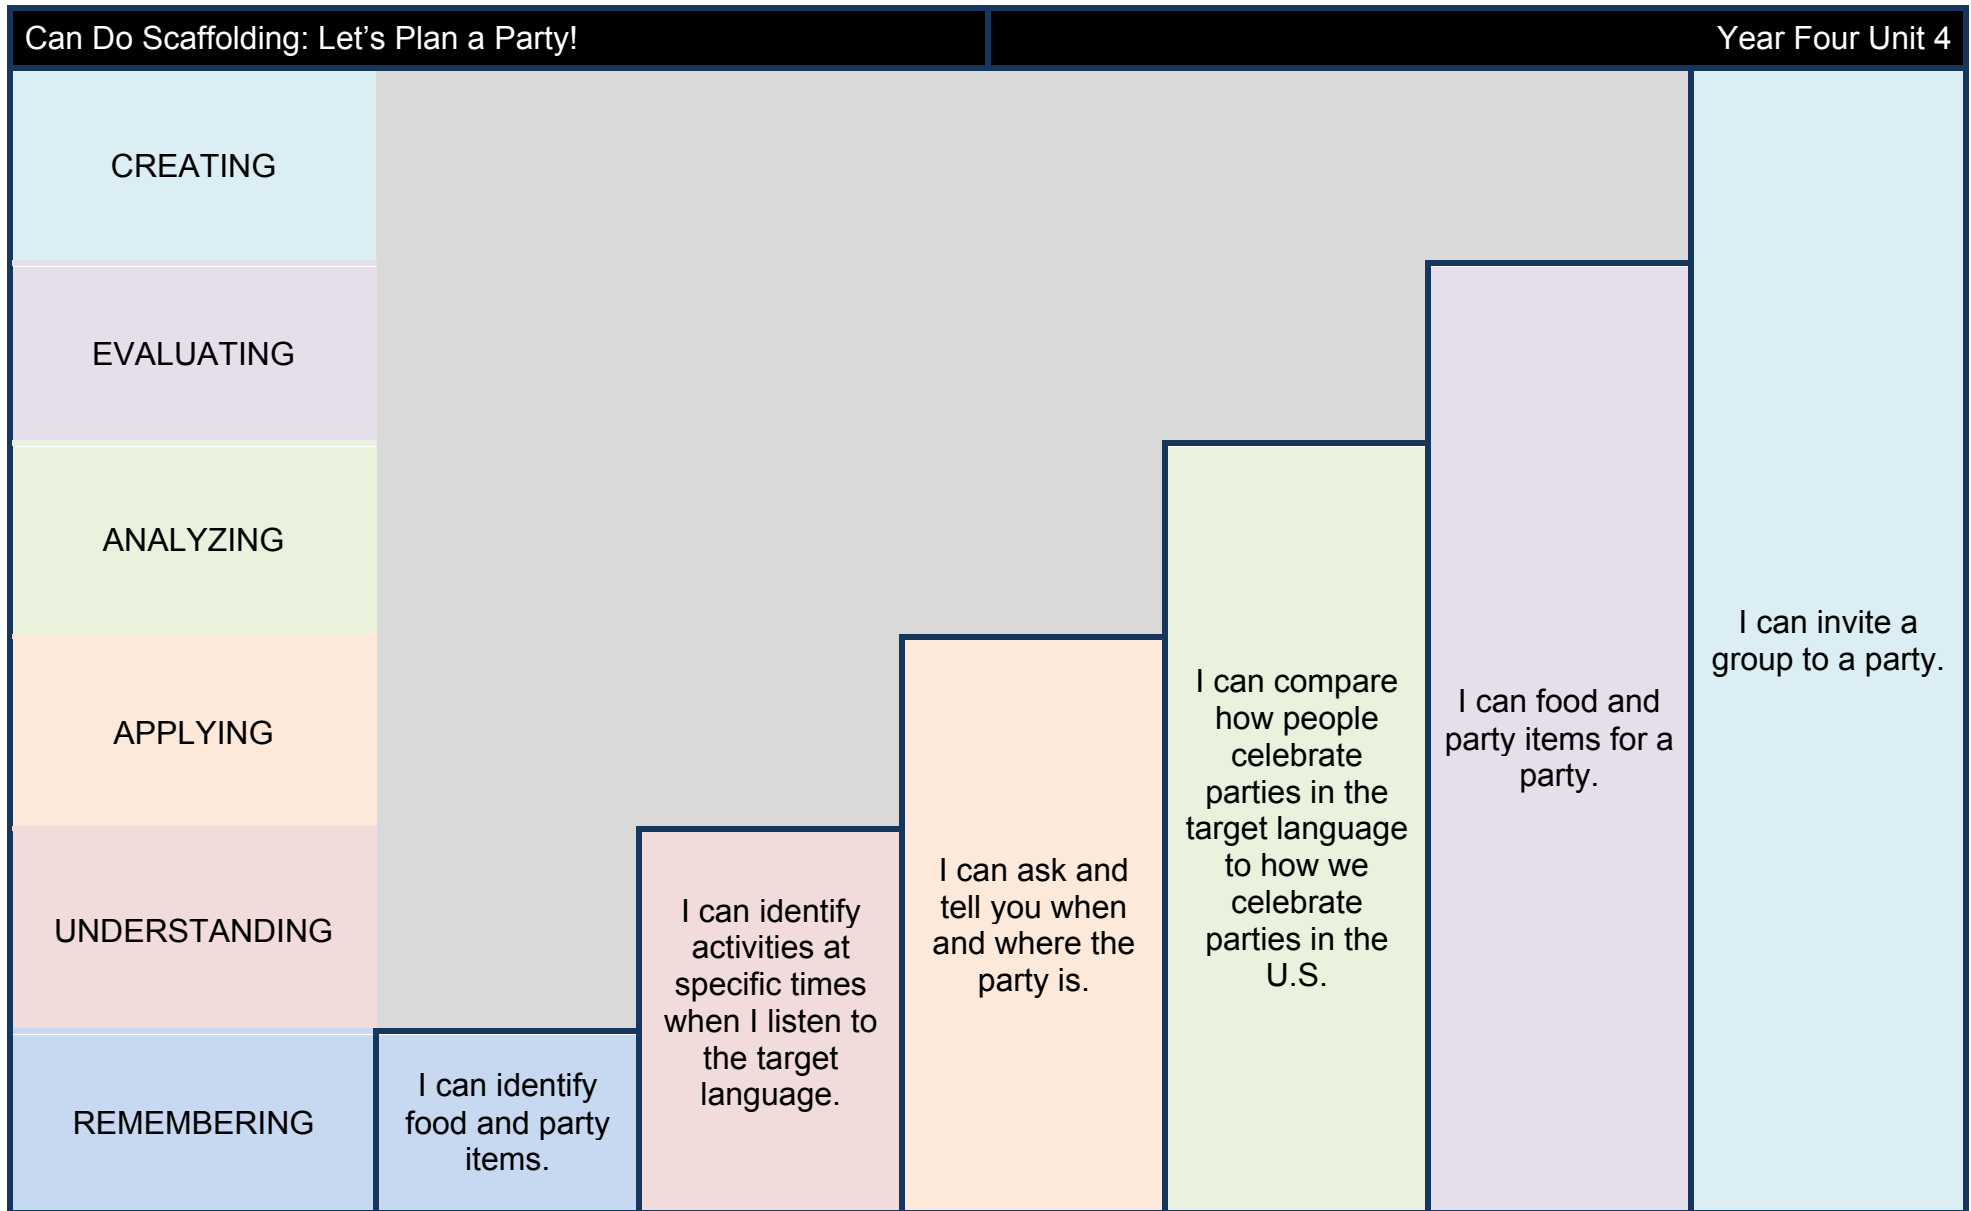 Can Do Scaffolding: Let’s Plan a Party!
Year Four Unit 4
CREATING
EVALUATING
ANALYZING
APPLYING
UNDERSTANDING
REMEMBERING
I can identify
food and party
items.
I can identify
activities at
specific times
when I listen to
the target
language.
I can ask and
tell you when
and where the
party is.
I can compare
how people
celebrate
parties in the
target language
to how we
celebrate
parties in the
U.S.
I can food and
party items for a
party.
I can invite a
group to a party.